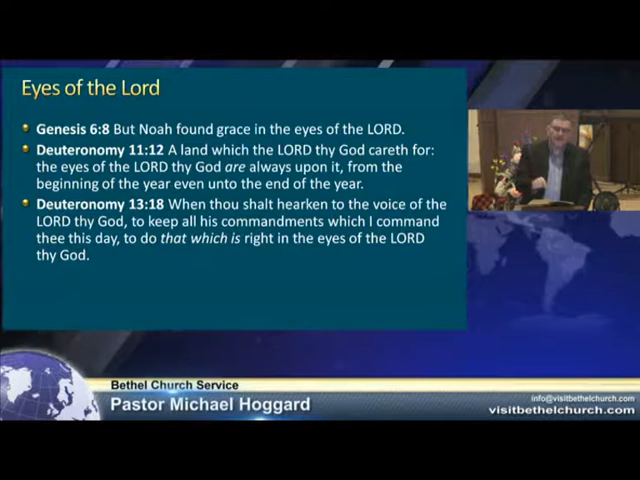 Eyes of the Lord
Genesis 6:8 But Noah found grace in the eyes of the LORD.
Deuteronomy 11:12 A land which the LORD thy God careth for:
the eyes of the LORD thy God are always upon it, from the
beginning of the year even unto the end of the year.
Deuteronomy 13:18 When thou shalt hearken to the voice of the
LORD thy God, to keep all his commandments which I command
thee this day, to do that which is right in the eyes of the LORD
thy God.
Bethel Church Service
Pastor Michael Hoggard
info@visitbethelchurch.com
visitbethelchurch.com